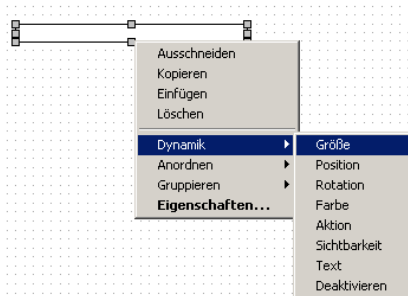 Ausschneiden
Kopieren
Einfügen
Löschen
Dynamik
Anordnen
Gruppieren
Eigenschaften...
Größe
Position
Rotation
Farbe
Aktion
Sichtbarkeit
Text
Deaktivieren